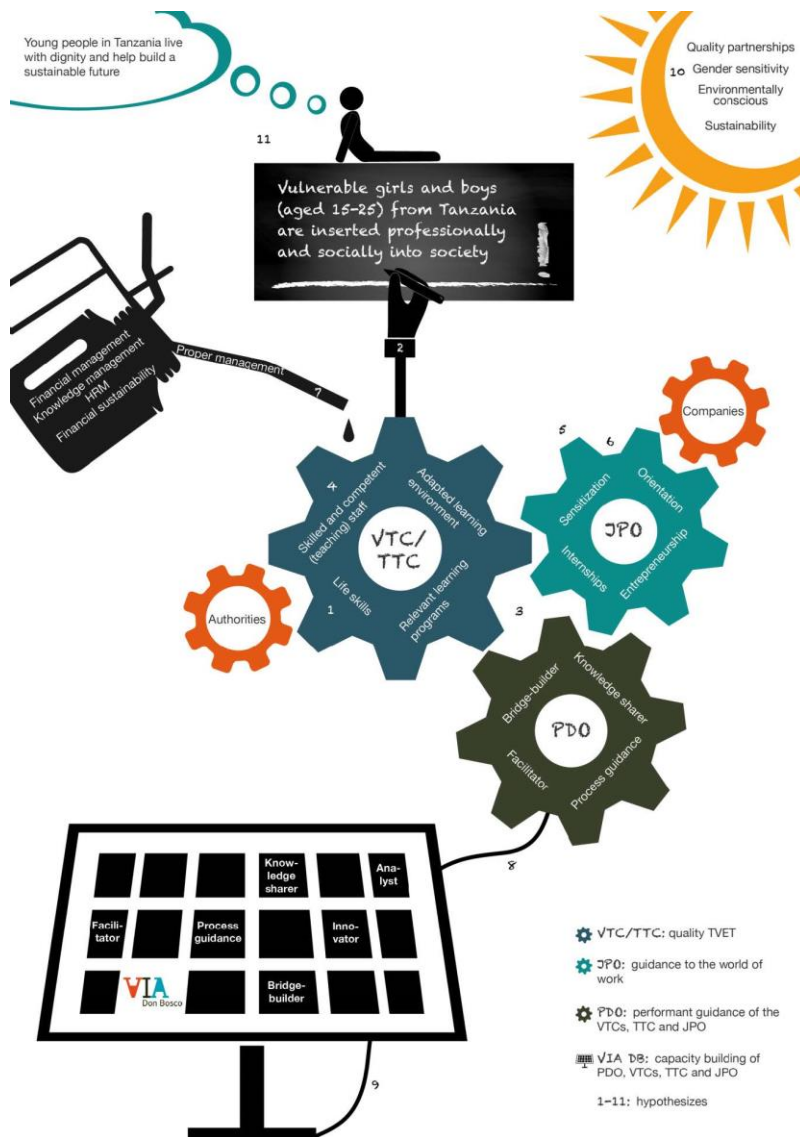 Young people in Tanzania live
with dignity and help build a
sustainable future
Quality partnerships
10
Gender sensitivity
Environmentally
conscious
Sustainability
11
Vulnerable girls and boys
(aged 15-25) from Tanzania
are inserted professionally
and socially into society
!
2
Financial management
Knowledge management
HRM
Financial sustainability
Proper management
7
Companies
5
6
Sensitization
Orientation
JPO
Internships
Entrepreneurship
4
Skilled and competent
(teaching) staff
Adapted learning
environment
VTC/
TTC
Life skills
1
Relevant learning
programs
Authorities
3
Bridge-builder
Knowledge sharer
PDO
Facilitator
Process guidance
8
Know-
ledge
sharer
Ana-
lyst
Facili-
tator
Process
guidance
Inno-
vator
VIA
Don Bosco
Bridge-
builder
9
VTC/TTC: quality TVET
JPO: guidance to the world of
work
PDO: performant guidance of the
VTCs, TTC and JPO
VIA DB: capacity building of
PDO, VTCs, TTC and JPO
1-11: hypothesizes